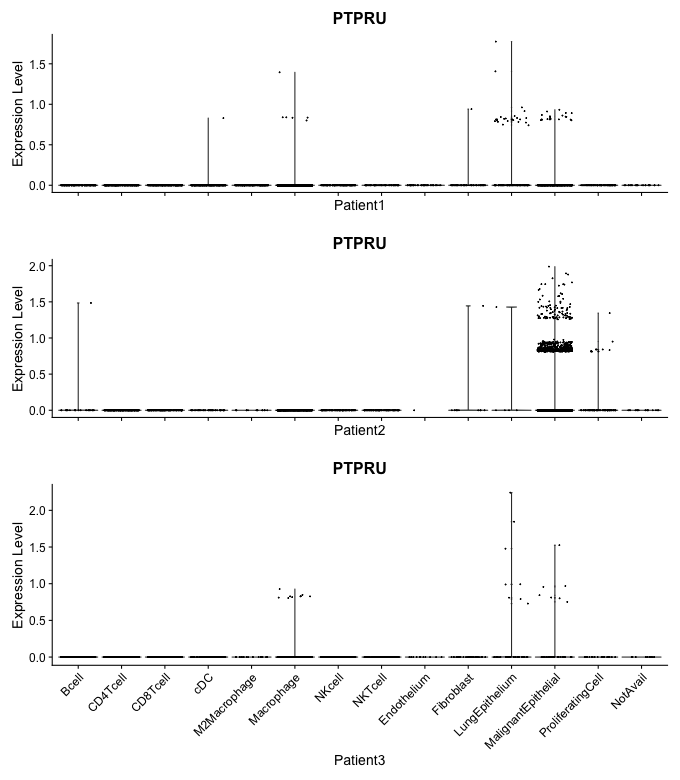 PTPRU
Expression Level
1.5
1.0
0.5
0.0
Patient1
PTPRU
Expression Level
2.0
1.5
1.0
0.5
0.0
Patient2
PTPRU
Expression Level
2.0
1.5
1.0
0.5
0.0
Bcell
CD4Tcell
CD8Tcell
cDC
M2Macrophage
Macrophage
NKcell
NKTcell
Endothelium
Fibroblast
LungEpithelium
MalignantEpithelial
ProliferatingCell
NotAvail
Patient3